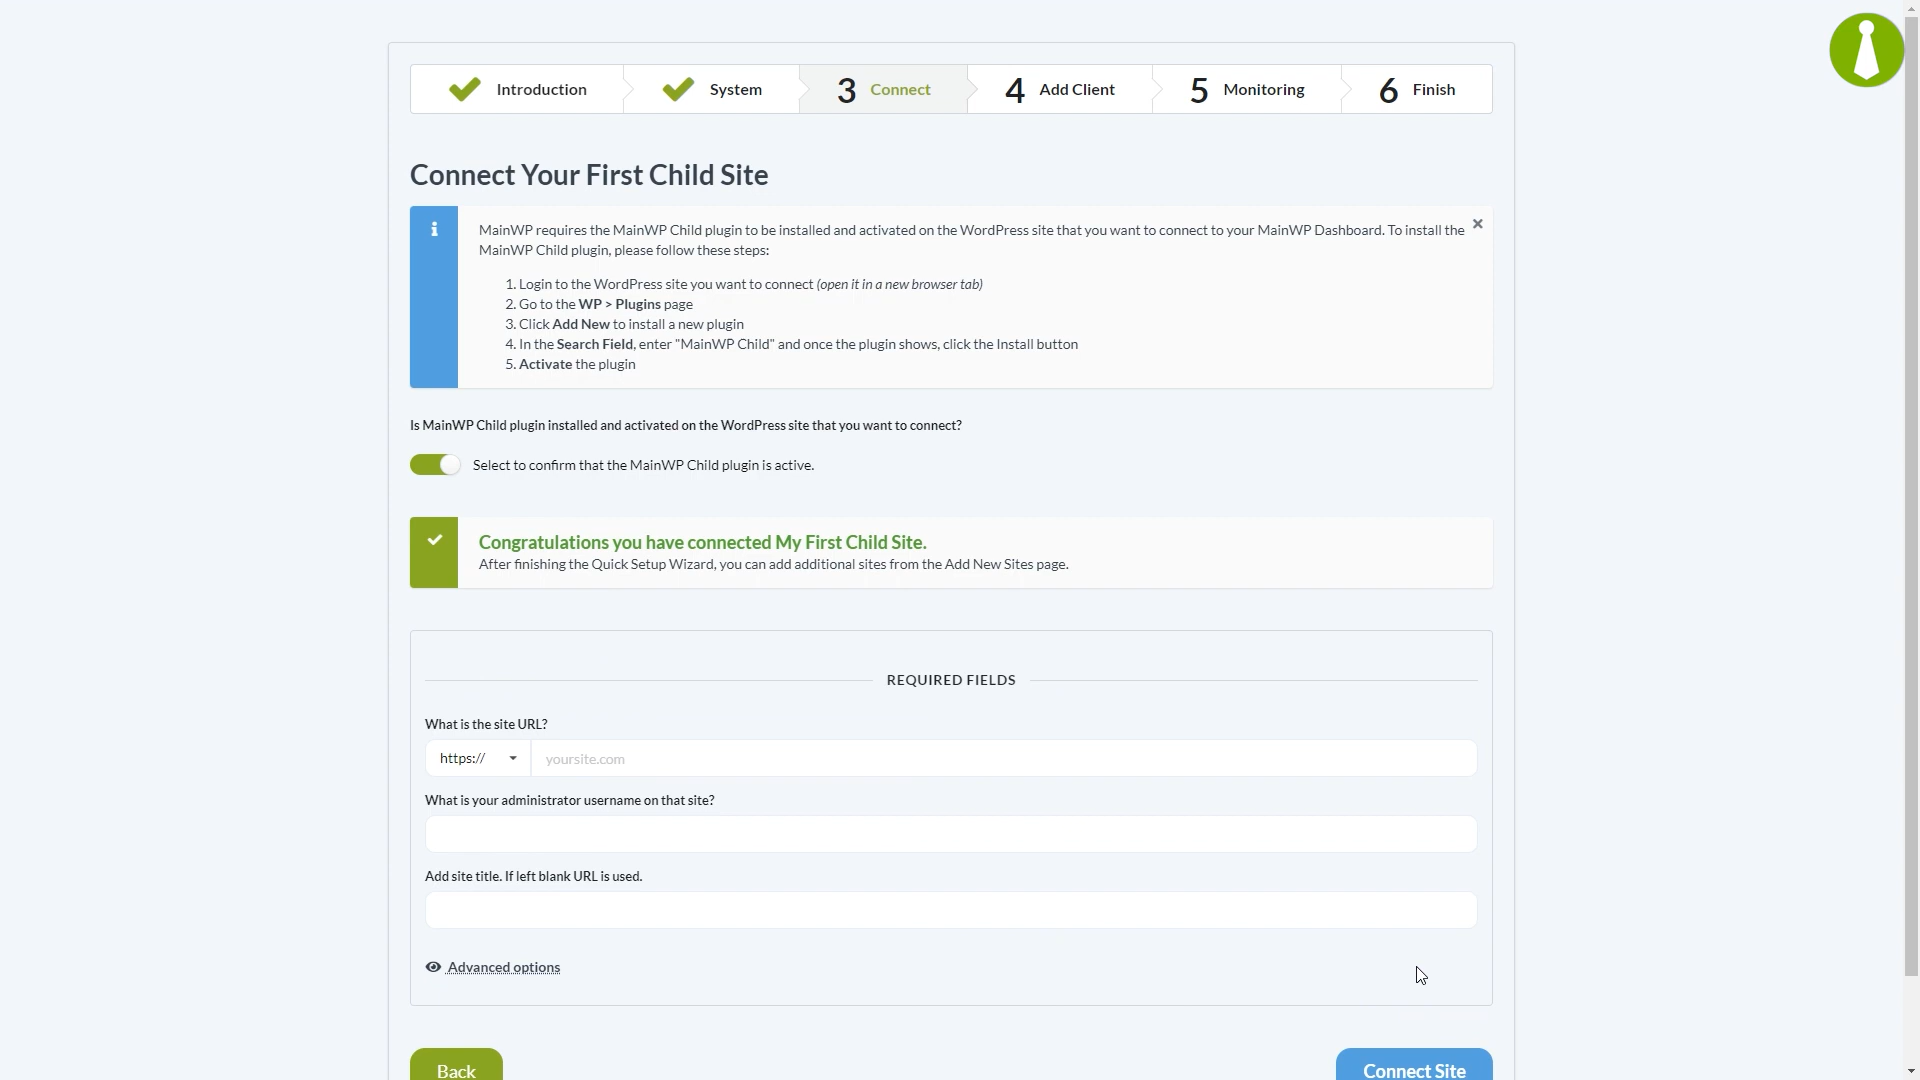 Introduction
System
3 Connect
4 Add Client
5 Monitoring
6 Finish
Connect Your First Child Site
MainWP requires the MainWP Child plugin to be installed and activated on the WordPress site that you want to connect to your MainWP Dashboard. To install the
MainWP Child plugin, please follow these steps:
1. Login to the WordPress site you want to connect (open it in a new browser tab)
2. Go to the WP > Plugins page
3. Click Add New to install a new plugin
4. In the Search Field, enter "MainWP Child" and once the plugin shows, click the Install button
5. Activate the plugin
Is MainWP Child plugin installed and activated on the WordPress site that you want to connect?
Select to confirm that the MainWP Child plugin is active.
Congratulations you have connected My First Child Site.
After finishing the Quick Setup Wizard, you can add additional sites from the Add New Sites page.
REQUIRED FIELDS
What is the site URL?
https://
yoursite.com
What is your administrator username on that site?
Add site title. If left blank URL is used.
Advanced options
Back
Connect Site